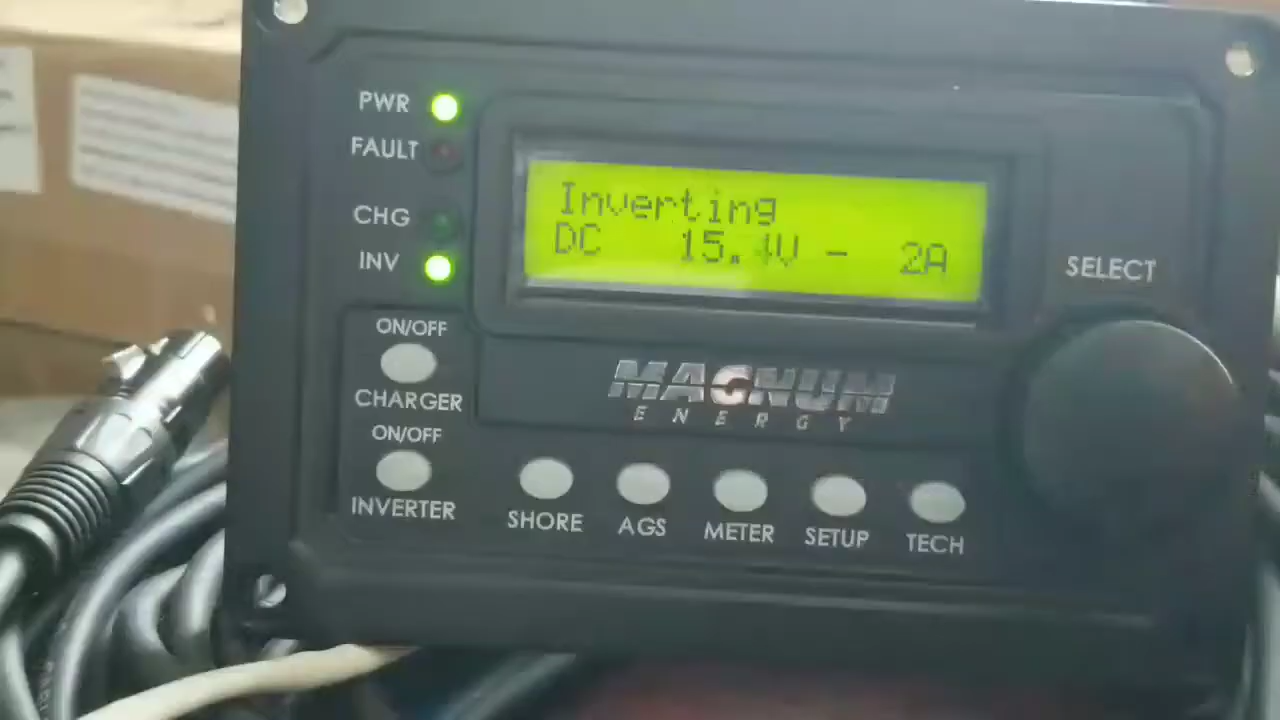 PWR
FAULT
CHG
INV
Inverting
DC 15.4V - 2A
SELECT
ON/OFF
CHARGER
ON/OFF
INVERTER
MAGNUM
ENERGY
SHORE
AGS
METER
SETUP
TECH